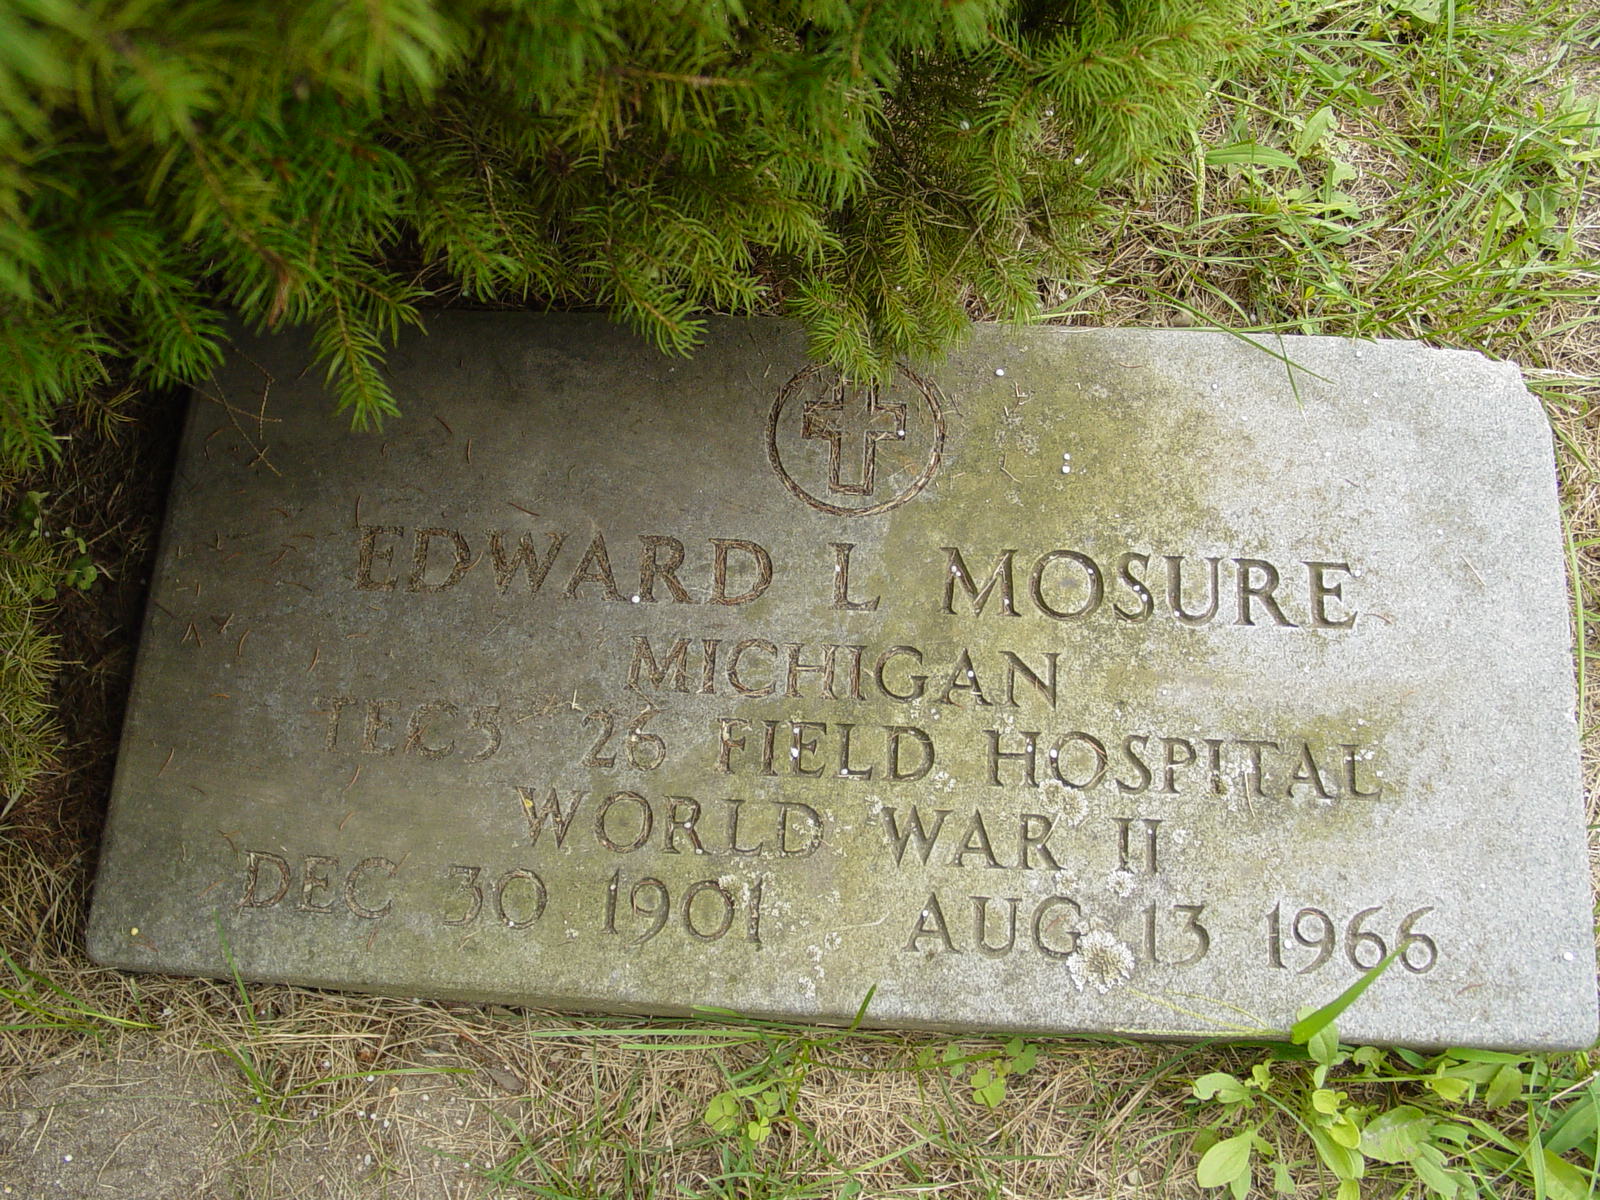 EDWARD L MOSURE
MICHIGAN
TEC5 26 FIELD HOSPITAL
WORLD WAR II
DEC 30 1901 AUG 13 1966